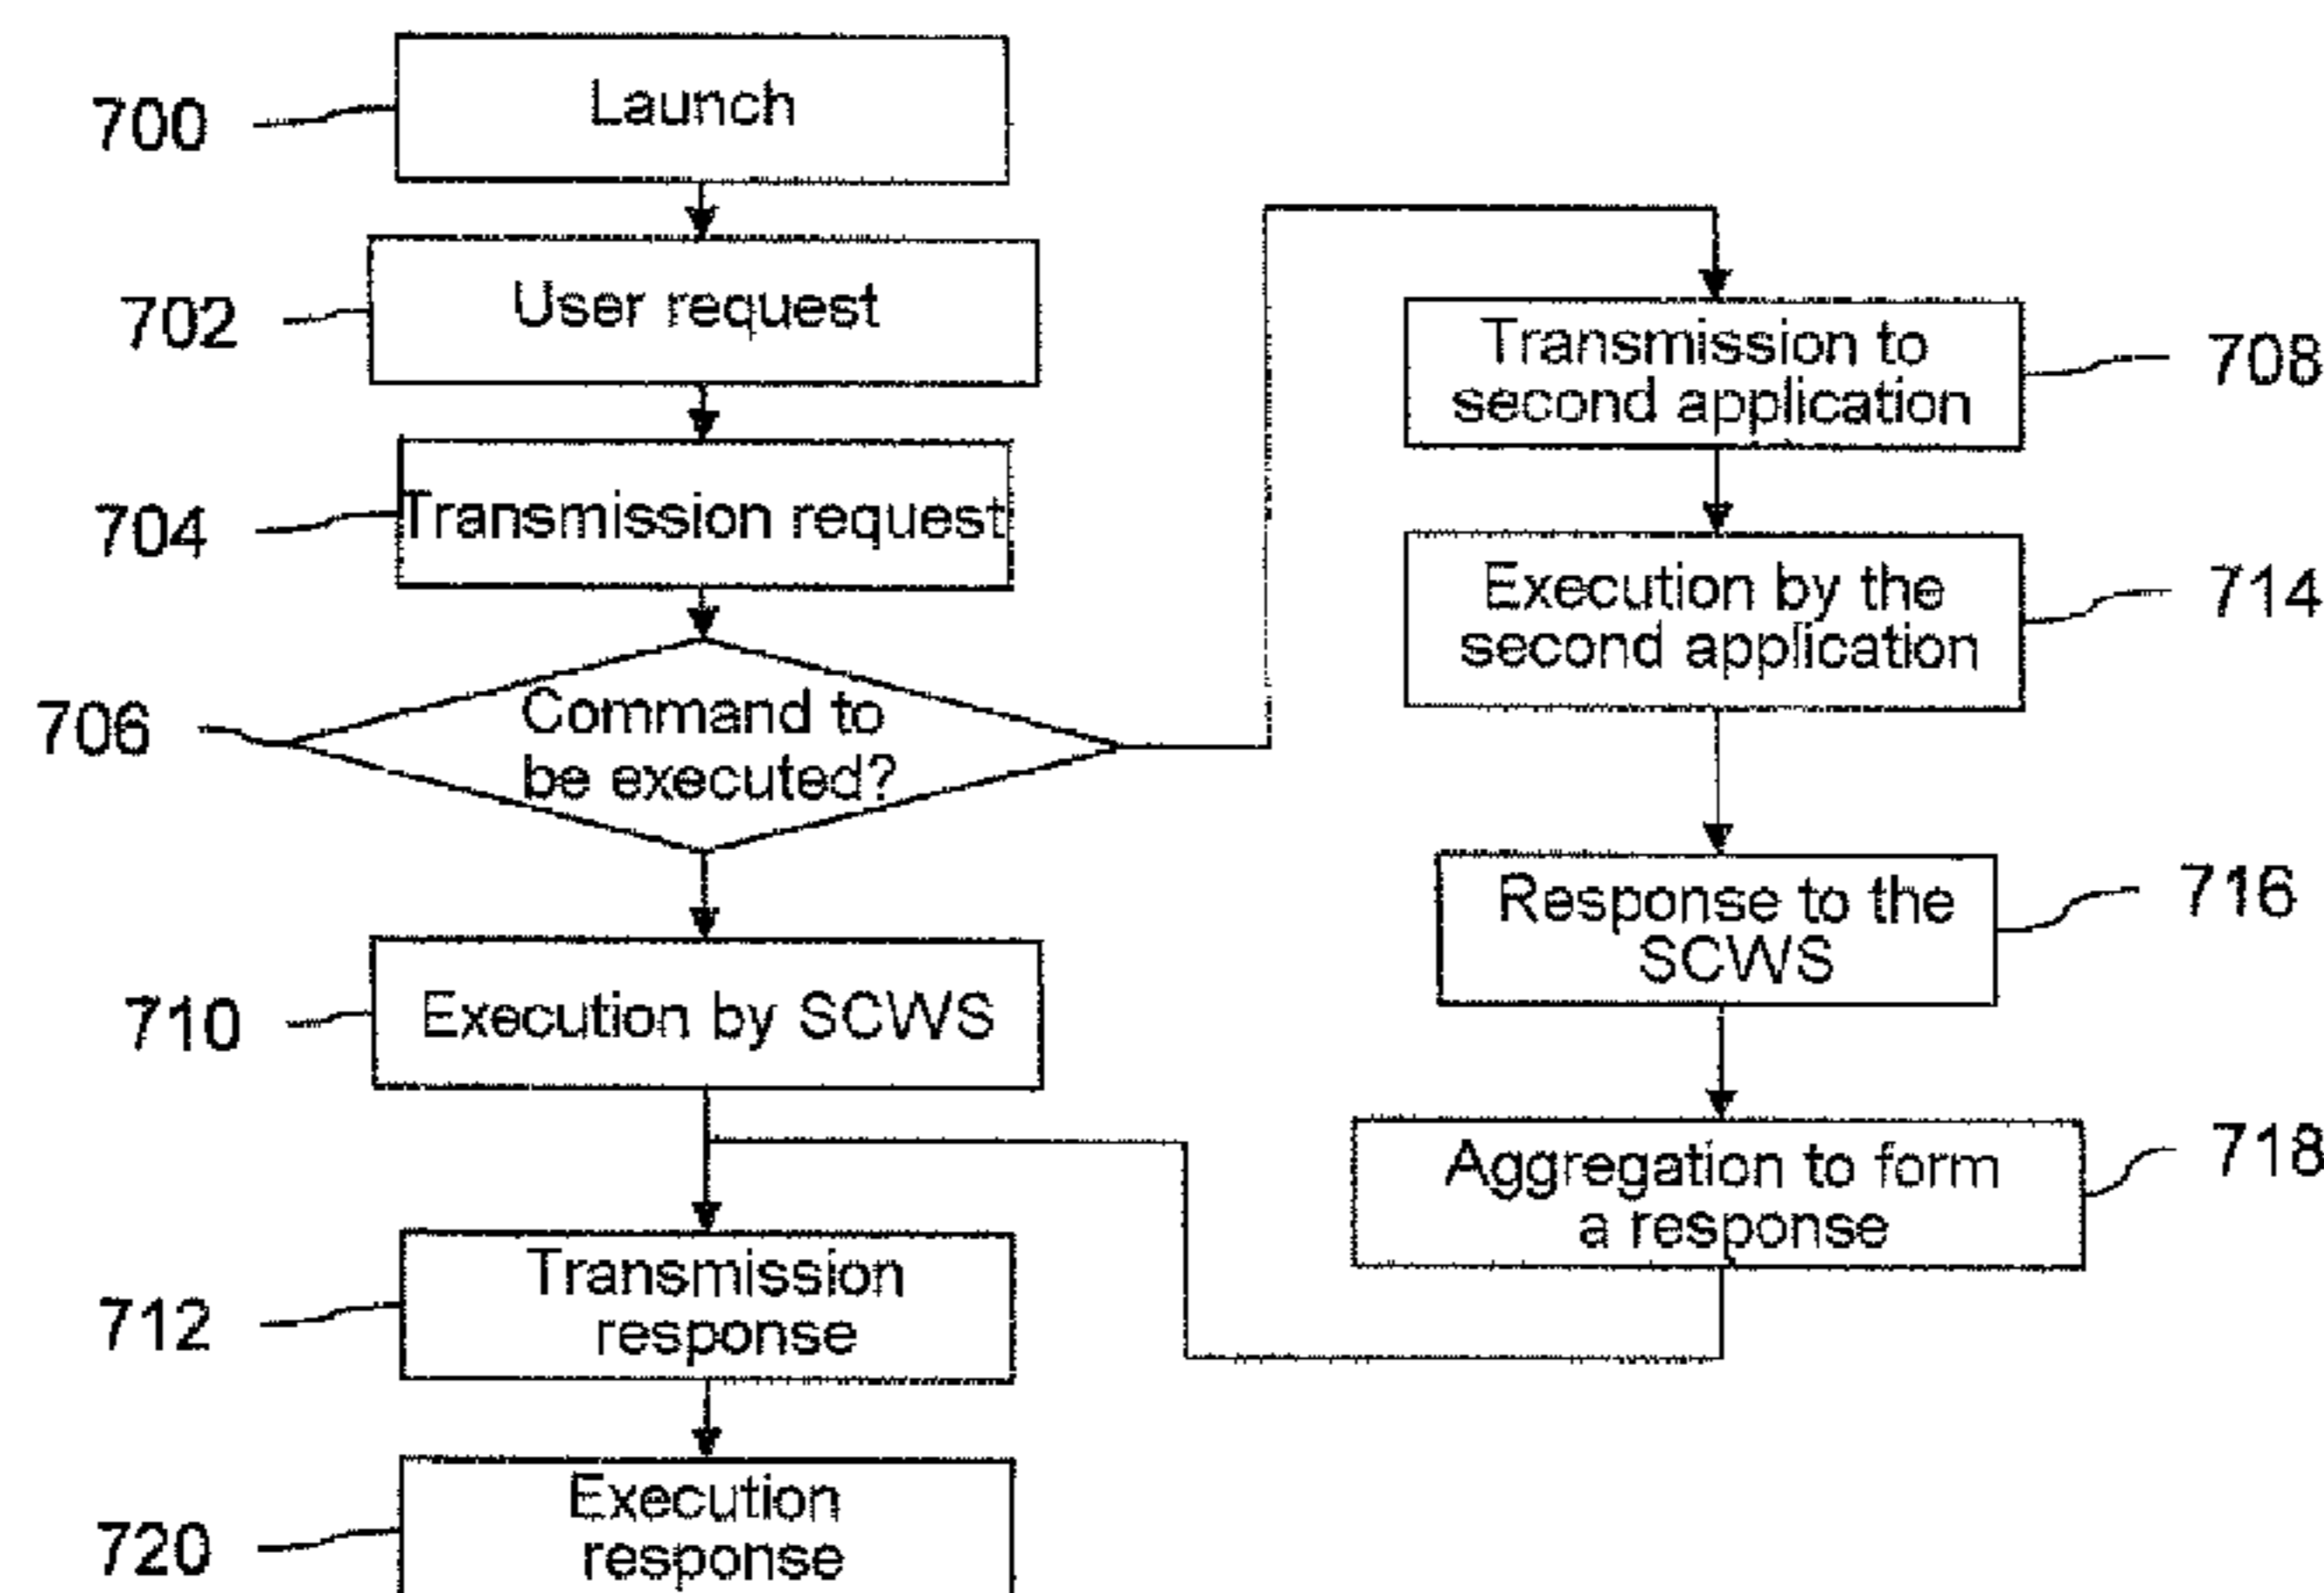 700
Launch
702
User request
704
Transmission request
706
Command to
be executed?
710
Execution by SCWS
712
Transmission
response
720
Execution
response
Transmission to
second application
708
Execution by the
second application
714
Response to the
SCWS
716
Aggregation to form
a response
718